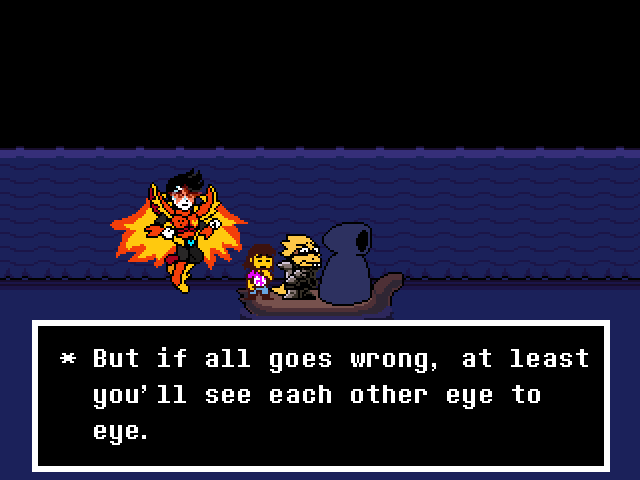 * But if all goes wrong, at least
you'll see each other eye to
eye.